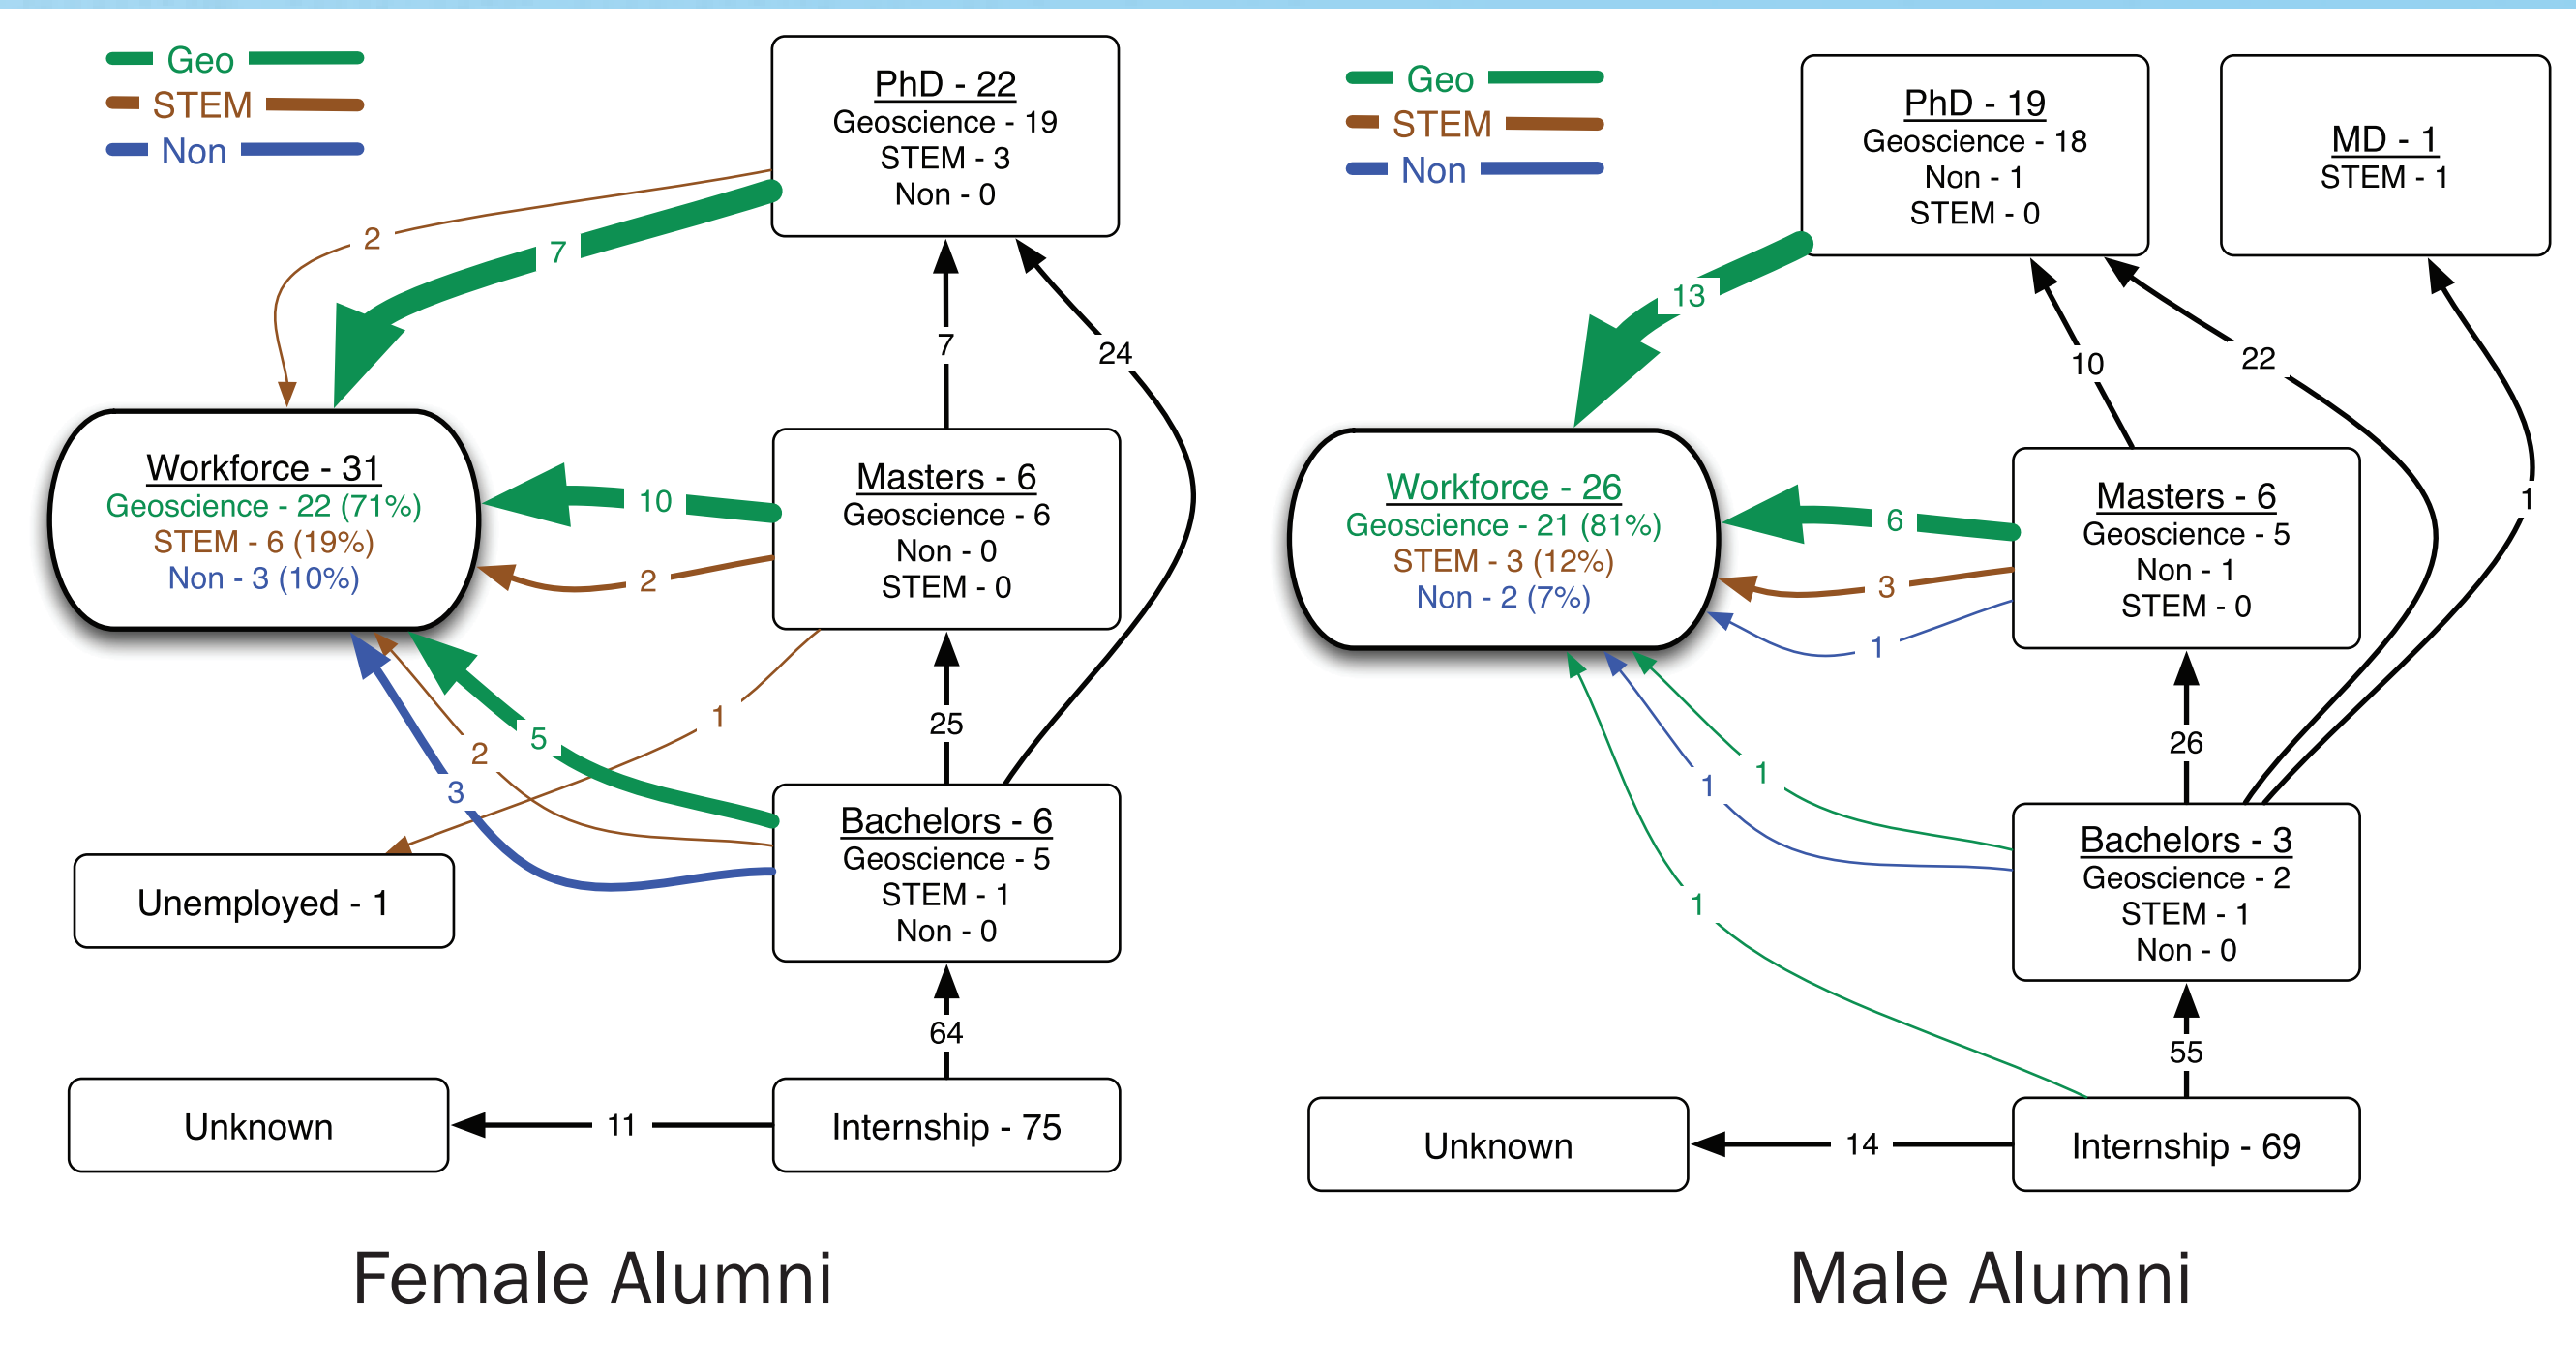 Geo
STEM
Non
PhD - 22
Geoscience - 19
STEM - 3
Non - 0
2
7
7
24
Workforce - 31
Geoscience - 22 (71%)
STEM - 6 (19%)
Non - 3 (10%)
10
2
Masters - 6
Geoscience - 6
Non - 0
STEM - 0
1
5
2
3
25
Bachelors - 6
Geoscience - 5
STEM - 1
Non - 0
Unemployed - 1
64
Unknown
11
Internship - 75
Female Alumni
Geo
STEM
Non
PhD - 19
Geoscience - 18
Non - 1
STEM - 0
MD - 1
STEM - 1
13
10
22
1
Workforce - 26
Geoscience - 21 (81%)
STEM - 3 (12%)
Non - 2 (7%)
6
3
1
Masters - 6
Geoscience - 5
Non - 1
STEM - 0
26
1
1
1
Bachelors - 3
Geoscience - 2
STEM - 1
Non - 0
55
Unknown
14
Internship - 69
Male Alumni